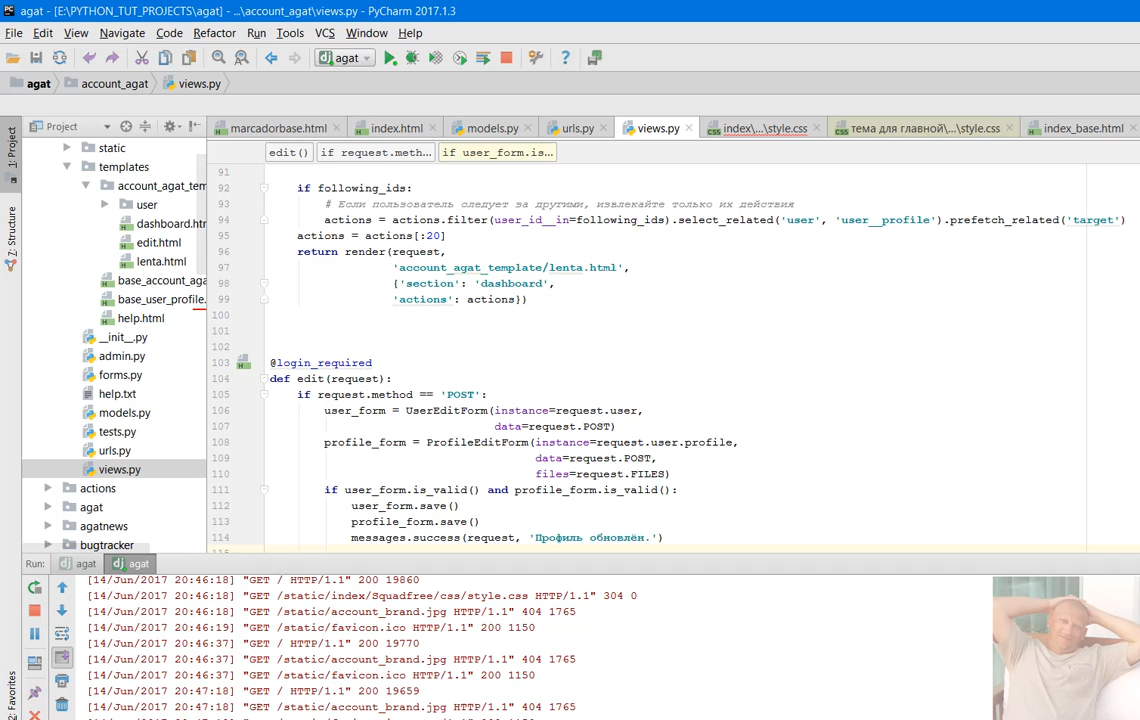 agat - [E:\PYTHON_TUT_PROJECTS\agat] - ...\account_agat\views.py - PyCharm 2017.1.3
File Edit View Navigate Code Refactor Run Tools VCS Window Help
agat
agat account_agat views.py
1: Project
Z: Structure
2: Favorites
Project
marcadorbase.html index.html models.py urls.py views.py index\...\style.css тема для главной\...\style.css index_base.html
edit() if request.meth... if user_form.is...
static
templates
account_agat_tem
user
dashboard.htr
edit.html
lenta.html
base_account_aga
base_user_profile.
help.html
__init__.py
admin.py
forms.py
help.txt
models.py
tests.py
urls.py
views.py
actions
agat
agatnews
bugtracker
91
92 if following_ids:
93 # Если пользователь следует за другими, извлекайте только их действия
94 actions = actions.filter(user_id__in=following_ids).select_related('user', 'user__profile').prefetch_related('target')
95 actions = actions[:20]
96 return render(request,
97 'account_agat_template/lenta.html',
98 {'section': 'dashboard',
99 'actions': actions})
100
101
102
103 @login_required
104 def edit(request):
105 if request.method == 'POST':
106 user_form = UserEditForm(instance=request.user,
107 data=request.POST)
108 profile_form = ProfileEditForm(instance=request.user.profile,
109 data=request.POST,
110 files=request.FILES)
111 if user_form.is_valid() and profile_form.is_valid():
112 user_form.save()
113 profile_form.save()
114 messages.success(request, 'Профиль обновлён.')
115
Run: agat agat
[14/Jun/2017 20:46:18] "GET / HTTP/1.1" 200 19860
[14/Jun/2017 20:46:18] "GET /static/index/Squadfree/css/style.css HTTP/1.1" 304 0
[14/Jun/2017 20:46:18] "GET /static/account_brand.jpg HTTP/1.1" 404 1765
[14/Jun/2017 20:46:19] "GET /static/favicon.ico HTTP/1.1" 200 1150
[14/Jun/2017 20:46:37] "GET / HTTP/1.1" 200 19770
[14/Jun/2017 20:46:37] "GET /static/account_brand.jpg HTTP/1.1" 404 1765
[14/Jun/2017 20:46:37] "GET /static/favicon.ico HTTP/1.1" 200 1150
[14/Jun/2017 20:47:18] "GET / HTTP/1.1" 200 19659
[14/Jun/2017 20:47:18] "GET /static/account_brand.jpg HTTP/1.1" 404 1765